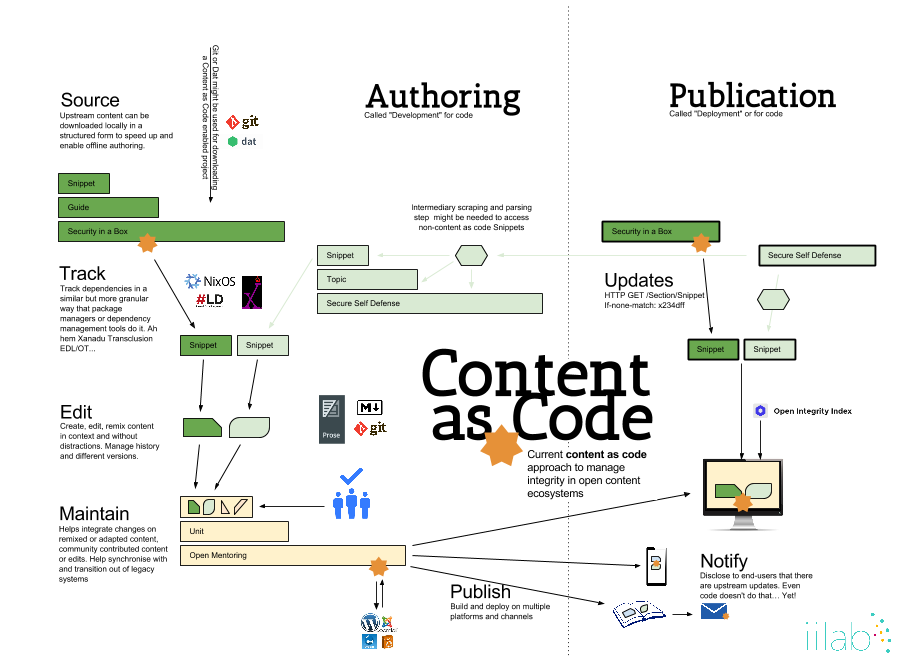 Source
Upstream content can be
downloaded locally in a
structured form to speed up and
enable offline authoring.
Git or Dat might be used for downloading
a Content as Code enabled project
git
dat
Authoring
Called "Development" for code
Publication
Called "Deployment" or for code
Snippet
Guide
Security in a Box
Intermediary scraping and parsing
step might be needed to access
non-content as code Snippets
Snippet
Topic
Secure Self Defense
Security in a Box
Secure Self Defense
Track
Track dependencies in a
similar but more granular
way that package
managers or dependency
management tools do it. Ah
hem Xanadu Transclusion
EDL/OT...
NixOS
#LD
Updates
HTTP GET /Section/Snippet
If-none-match: x234dff
Snippet
Snippet
Snippet
Snippet
Content
as Code
Current content as code
approach to manage
integrity in open content
ecosystems
Edit
Create, edit, remix content
in context and without
distractions. Manage history
and different versions.
Prose
M
git
Open Integrity Index
Maintain
Helps integrate changes on
remixed or adapted content,
community contributed content
or edits. Help synchronise with
and transition out of legacy
systems
Unit
Open Mentoring
Publish
Build and deploy on multiple
platforms and channels
Notify
Disclose to end-users that there
are upstream updates. Even
code doesn't do that... Yet!
iilab